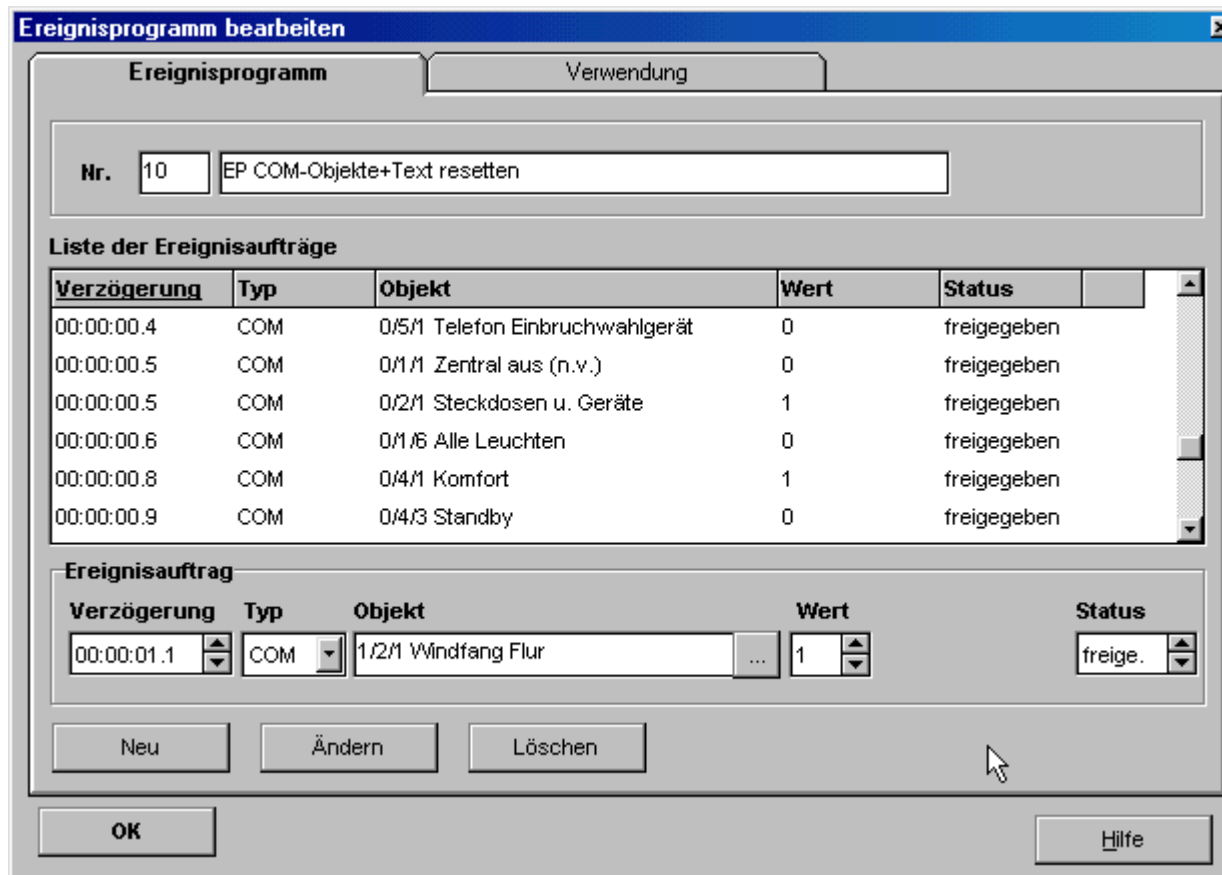 Ereignisprogramm bearbeiten
Ereignisprogramm Verwendung
Nr. 10 EP COM-Objekte+Text resetten
Liste der Ereignisaufträge
Verzögerung Typ Objekt Wert Status
00:00:00.4 COM 0/5/1 Telefon Einbruchwahlgerät 0 freigegeben
00:00:00.5 COM 0/1/1 Zentral aus (n.v.) 0 freigegeben
00:00:00.5 COM 0/2/1 Steckdosen u. Geräte 1 freigegeben
00:00:00.6 COM 0/1/6 Alle Leuchten 0 freigegeben
00:00:00.8 COM 0/4/1 Komfort 1 freigegeben
00:00:00.9 COM 0/4/3 Standby 0 freigegeben
Ereignisauftrag
Verzögerung Typ Objekt Wert Status
00:00:01.1 COM 1/2/1 Windfang Flur ... 1 freige.
Neu Ändern Löschen
OK Hilfe